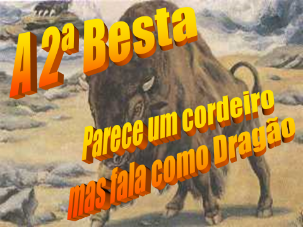 A 2ª Besta
Parece um cordeiro
mas fala como Dragão